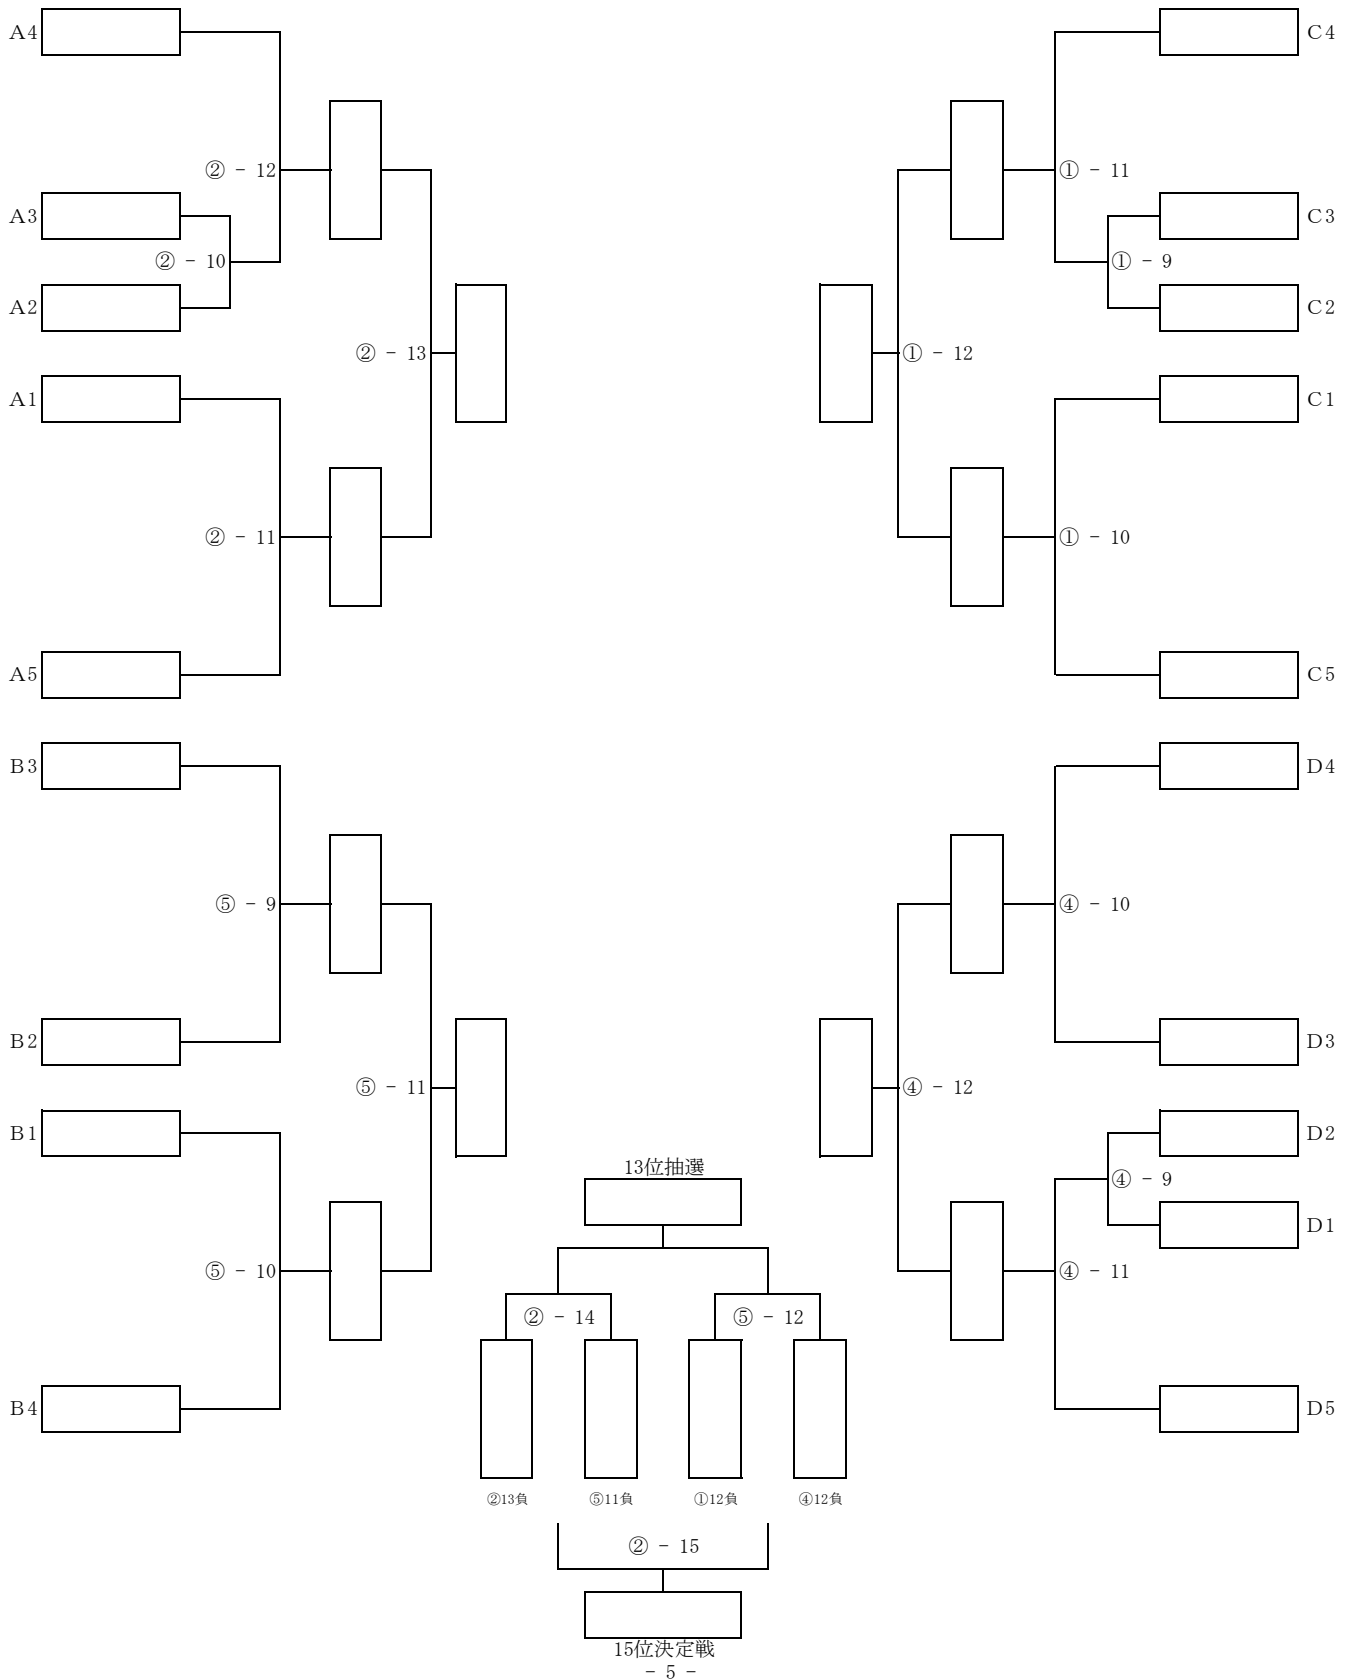 A4
C4
② - 12
① - 11
A3
C3
② - 10
① - 9
A2
C2
② - 13
① - 12
A1
C1
② - 11
① - 10
A5
C5
B3
D4
⑤ - 9
④ - 10
B2
D3
⑤ - 11
④ - 12
B1
D2
13位抽選
④ - 9
D1
⑤ - 10
④ - 11
② - 14
⑤ - 12
B4
D5
②13負
⑤11負
①12負
④12負
② - 15
15位決定戦
- 5 -